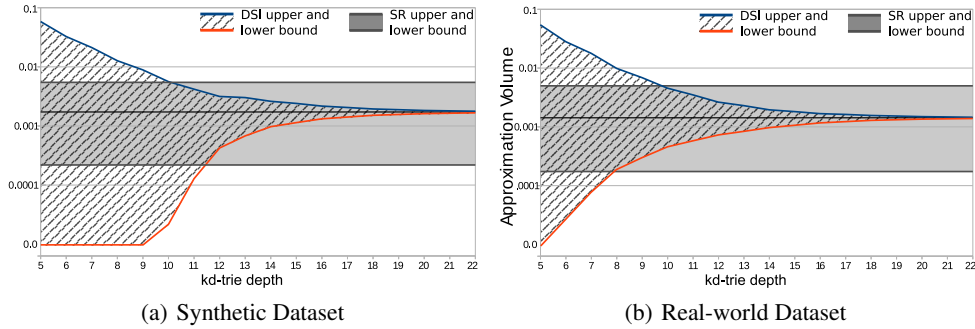 0.1
0.01
0.001
0.0001
0.0
DSI upper and lower bound
SR upper and lower bound
5 6 7 8 9 10 11 12 13 14 15 16 17 18 19 20 21 22
kd-trie depth
(a) Synthetic Dataset
Approximation Volume
0.1
0.01
0.001
0.0001
0.0
DSI upper and lower bound
SR upper and lower bound
5 6 7 8 9 10 11 12 13 14 15 16 17 18 19 20 21 22
kd-trie depth
(b) Real-world Dataset